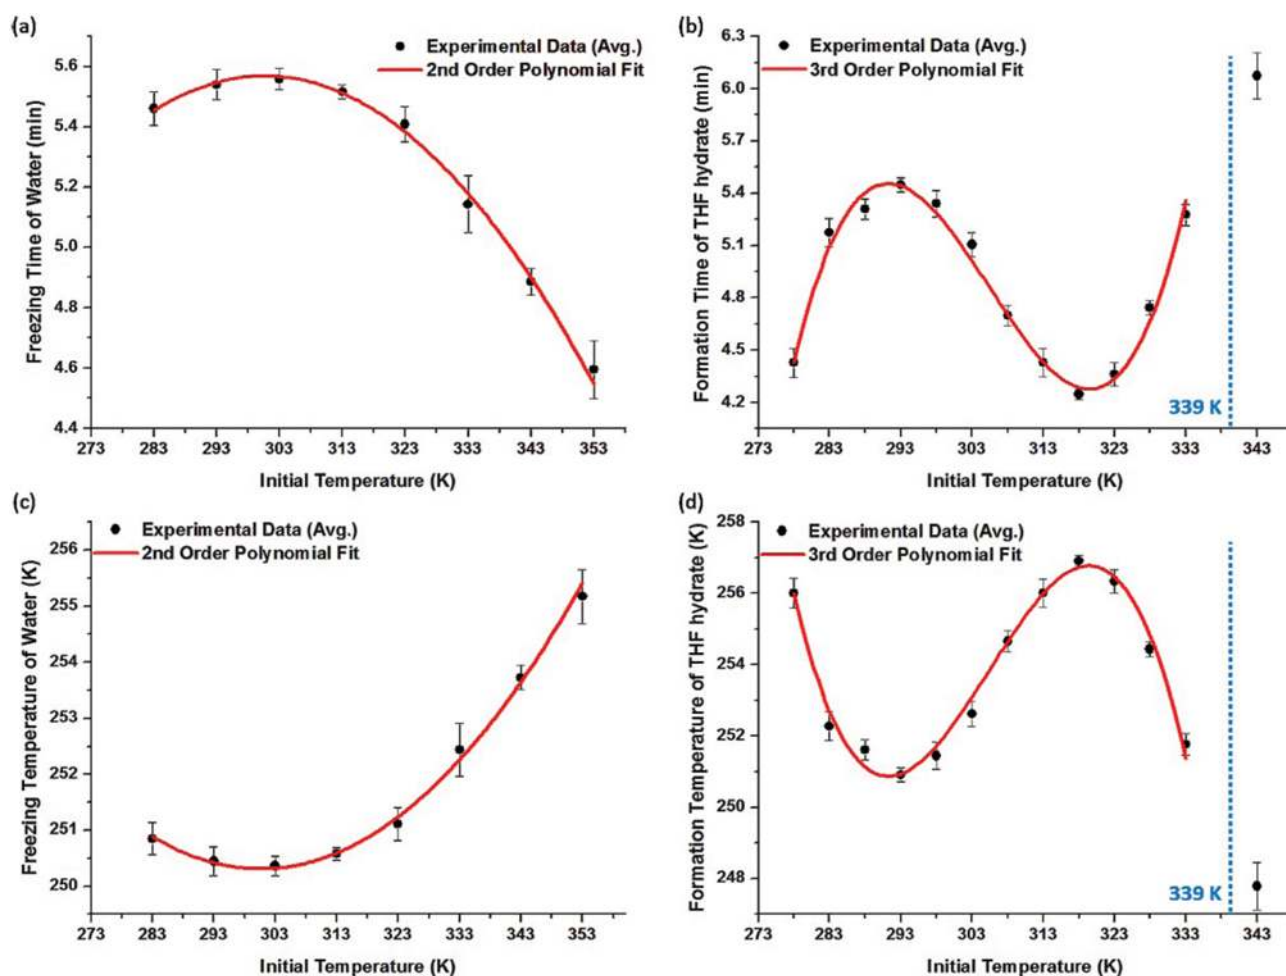 (a)
Experimental Data (Avg.)
2nd Order Polynomial Fit
Freezing Time of Water (min)
5.6
5.4
5.2
5.0
4.8
4.6
4.4
273 283 293 303 313 323 333 343 353
Initial Temperature (K)
(b)
Experimental Data (Avg.)
3rd Order Polynomial Fit
Formation Time of THF hydrate (min)
6.3
6.0
5.7
5.4
5.1
4.8
4.5
4.2
339 K
273 283 293 303 313 323 333 343
Initial Temperature (K)
(c)
Experimental Data (Avg.)
2nd Order Polynomial Fit
Freezing Temperature of Water (K)
256
255
254
253
252
251
250
273 283 293 303 313 323 333 343 353
Initial Temperature (K)
(d)
Experimental Data (Avg.)
3rd Order Polynomial Fit
Formation Temperature of THF hydrate (K)
258
256
254
252
250
248
339 K
273 283 293 303 313 323 333 343
Initial Temperature (K)